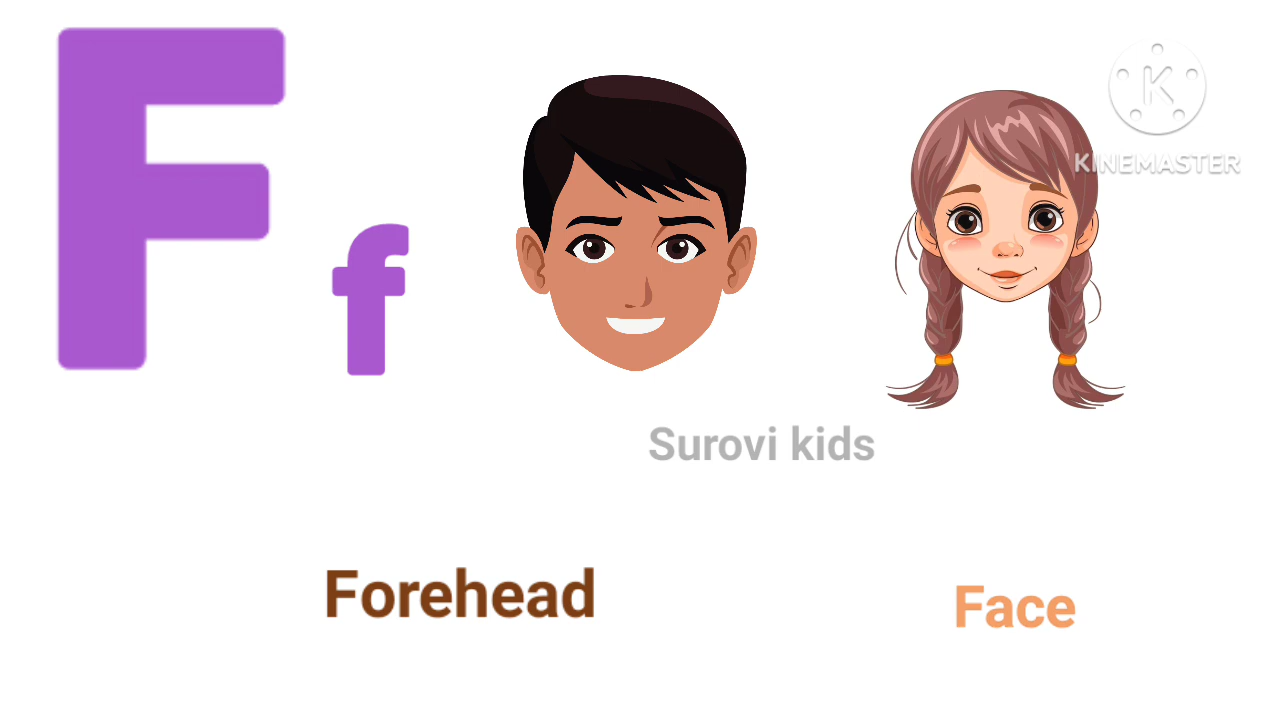 F f
KINEMASTER
Surovi kids
Forehead
Face